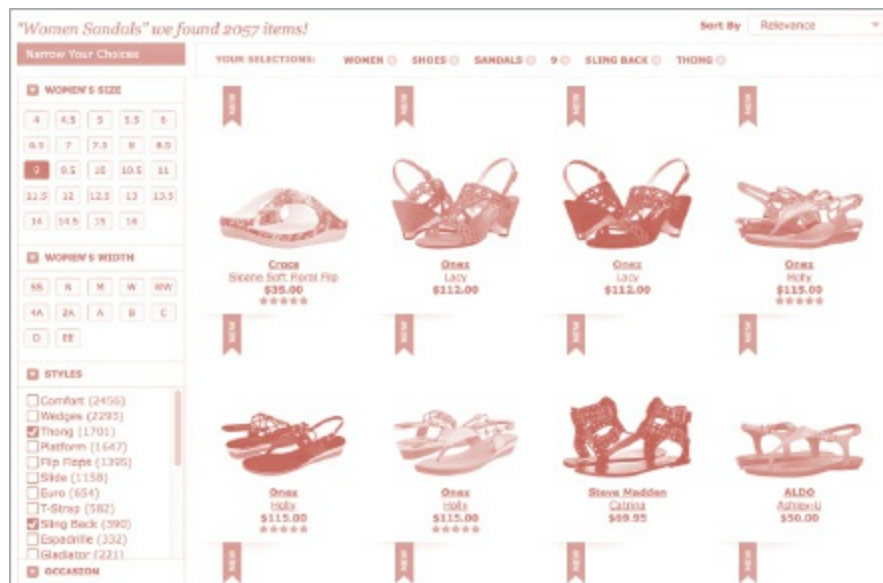 "Women Sandals" we found 2057 items!
Sort By Relevance
Narrow Your Choices
YOUR SELECTIONS: WOMEN SHOES SANDALS 9 SLING BACK THONG
WOMEN'S SIZE
4 4.5 5 5.5 6
6.5 7 7.5 8 8.5
9 9.5 10 10.5 11
11.5 12 12.5 13 13.5
14 14.5 15 16
WOMEN'S WIDTH
SS N M W WW
4A 2A A B C
D EE
STYLES
Comfort (2456)
Wedges (2293)
Thong (1701)
Platform (1647)
Flip Flops (1395)
Slide (1158)
Euro (654)
T-Strap (582)
Sling Back (390)
Espadrille (332)
Gladiator (221)
OCCASION
NEW NEW NEW NEW
Crocs
Sloane Soft Floral Flip
$35.00
Onex
Lacy
$112.00
Onex
Lacy
$112.00
Onex
Holly
$115.00
NEW NEW NEW NEW
Onex
Holly
$115.00
Onex
Holly
$115.00
Steve Madden
Catrina
$69.95
ALDO
Ashley-U
$50.00
NEW NEW NEW NEW